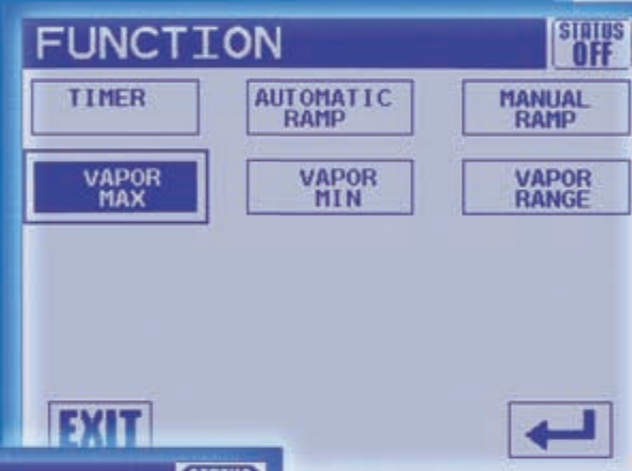 FUNCTION
STATUS
OFF
TIMER
AUTOMATIC
RAMP
MANUAL
RAMP
VAPOR
MAX
VAPOR
MIN
VAPOR
RANGE
EXIT